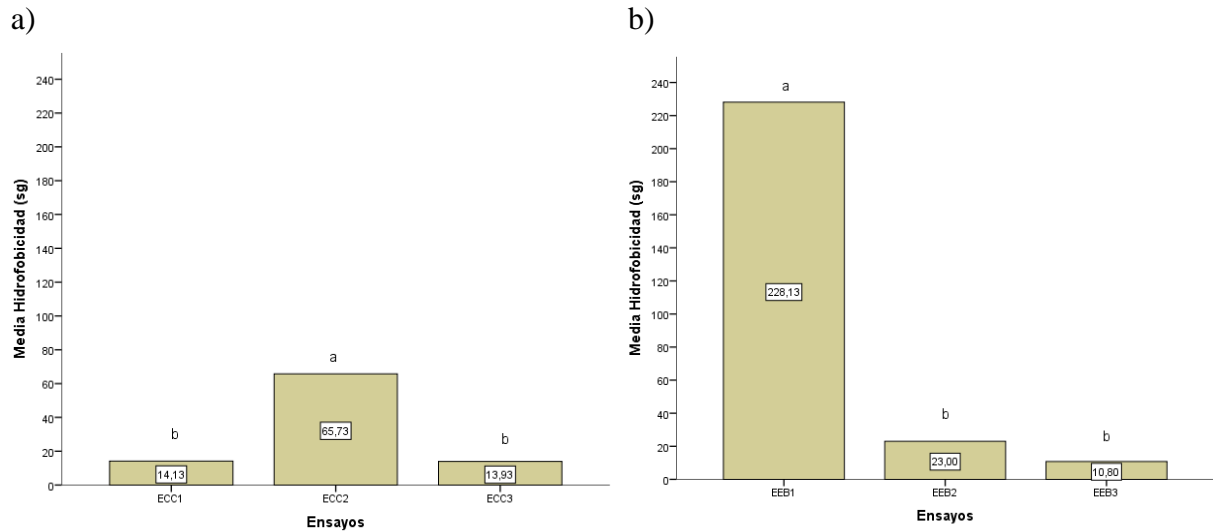 a)
Media Hidrofobicidad (sg)
240
220
200
180
160
140
120
100
80
60
40
20
0
b
a
b
14,13
65,73
13,93
ECC1
ECC2
ECC3
Ensayos
b)
Media Hidrofobicidad (sg)
240
220
200
180
160
140
120
100
80
60
40
20
0
a
b
b
228,13
23,00
10,80
EEB1
EEB2
EEB3
Ensayos